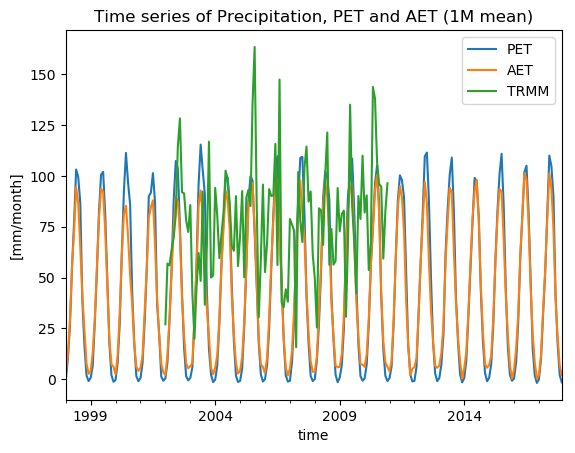 Time series of Precipitation, PET and AET (1M mean)
PET
AET
TRMM
150
125
100
75
50
25
0
[mm/month]
1999
2004
2009
2014
time